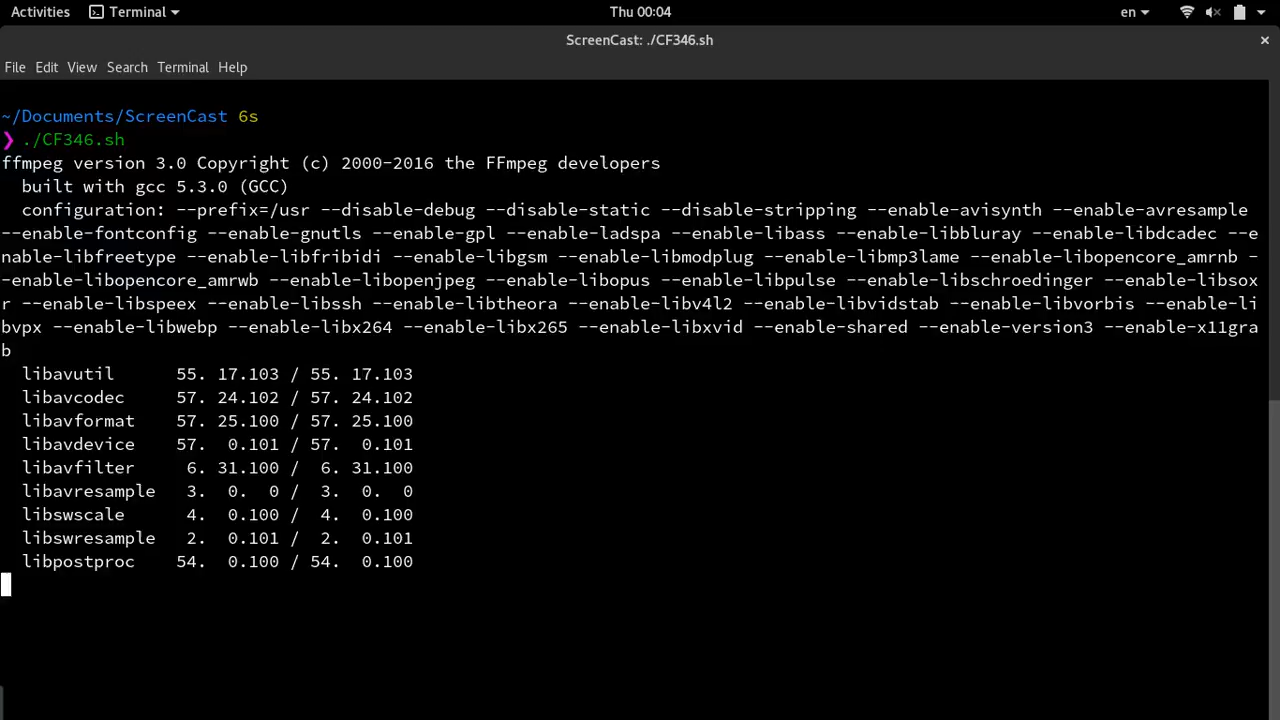 Activities Terminal Thu 00:04 en
ScreenCast: ./CF346.sh ×
File Edit View Search Terminal Help
~/Documents/ScreenCast 6s
❯ ./CF346.sh
ffmpeg version 3.0 Copyright (c) 2000-2016 the FFmpeg developers
  built with gcc 5.3.0 (GCC)
  configuration: --prefix=/usr --disable-debug --disable-static --disable-stripping --enable-avisynth --enable-avresample
--enable-fontconfig --enable-gnutls --enable-gpl --enable-ladspa --enable-libass --enable-libbluray --enable-libdcadec --e
nable-libfreetype --enable-libfribidi --enable-libgsm --enable-libmodplug --enable-libmp3lame --enable-libopencore_amrnb -
-enable-libopencore_amrwb --enable-libopenjpeg --enable-libopus --enable-libpulse --enable-libschroedinger --enable-libsox
r --enable-libspeex --enable-libssh --enable-libtheora --enable-libv4l2 --enable-libvidstab --enable-libvorbis --enable-li
bvpx --enable-libwebp --enable-libx264 --enable-libx265 --enable-libxvid --enable-shared --enable-version3 --enable-x11gra
b
  libavutil      55. 17.103 / 55. 17.103
  libavcodec     57. 24.102 / 57. 24.102
  libavformat    57. 25.100 / 57. 25.100
  libavdevice    57.  0.101 / 57.  0.101
  libavfilter     6. 31.100 /  6. 31.100
  libavresample   3.  0.  0 /  3.  0.  0
  libswscale      4.  0.100 /  4.  0.100
  libswresample   2.  0.101 /  2.  0.101
  libpostproc    54.  0.100 / 54.  0.100